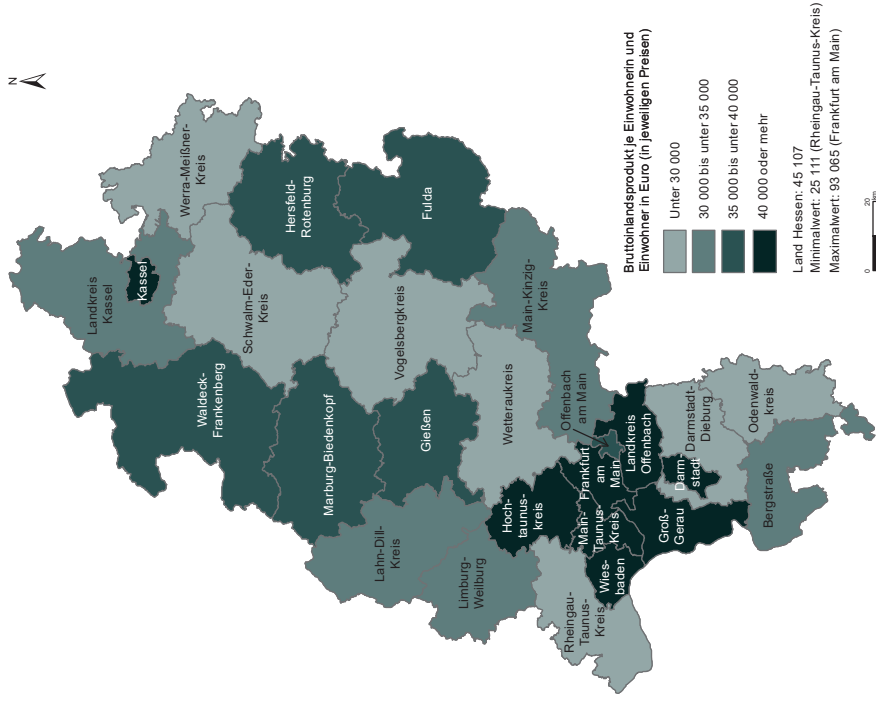 N
Landkreis
Kassel
Kassel
Werra-Meißner-
Kreis
Waldeck-
Frankenberg
Schwalm-Eder-
Kreis
Hersfeld-
Rotenburg
Marburg-Biedenkopf
Vogelsbergkreis
Fulda
Lahn-Dill-
Kreis
Gießen
Limburg-
Weilburg
Wetteraukreis
Main-Kinzig-
Kreis
Hoch-
taunus-
kreis
Offenbach
am Main
Rheingau-
Taunus-
Kreis
Main-
Taunus-
Kreis
Frankfurt
am
Main
Wies-
baden
Landkreis
Offenbach
Groß-
Gerau
Darm-
stadt
Darmstadt-
Dieburg
Bergstraße
Odenwald-
kreis
Bruttoinlandsprodukt je Einwohnerin und
Einwohner in Euro (in jeweiligen Preisen)
Unter 30 000
30 000 bis unter 35 000
35 000 bis unter 40 000
40 000 oder mehr
Land Hessen: 45 107
Minimalwert: 25 111 (Rheingau-Taunus-Kreis)
Maximalwert: 93 065 (Frankfurt am Main)
0 20
km